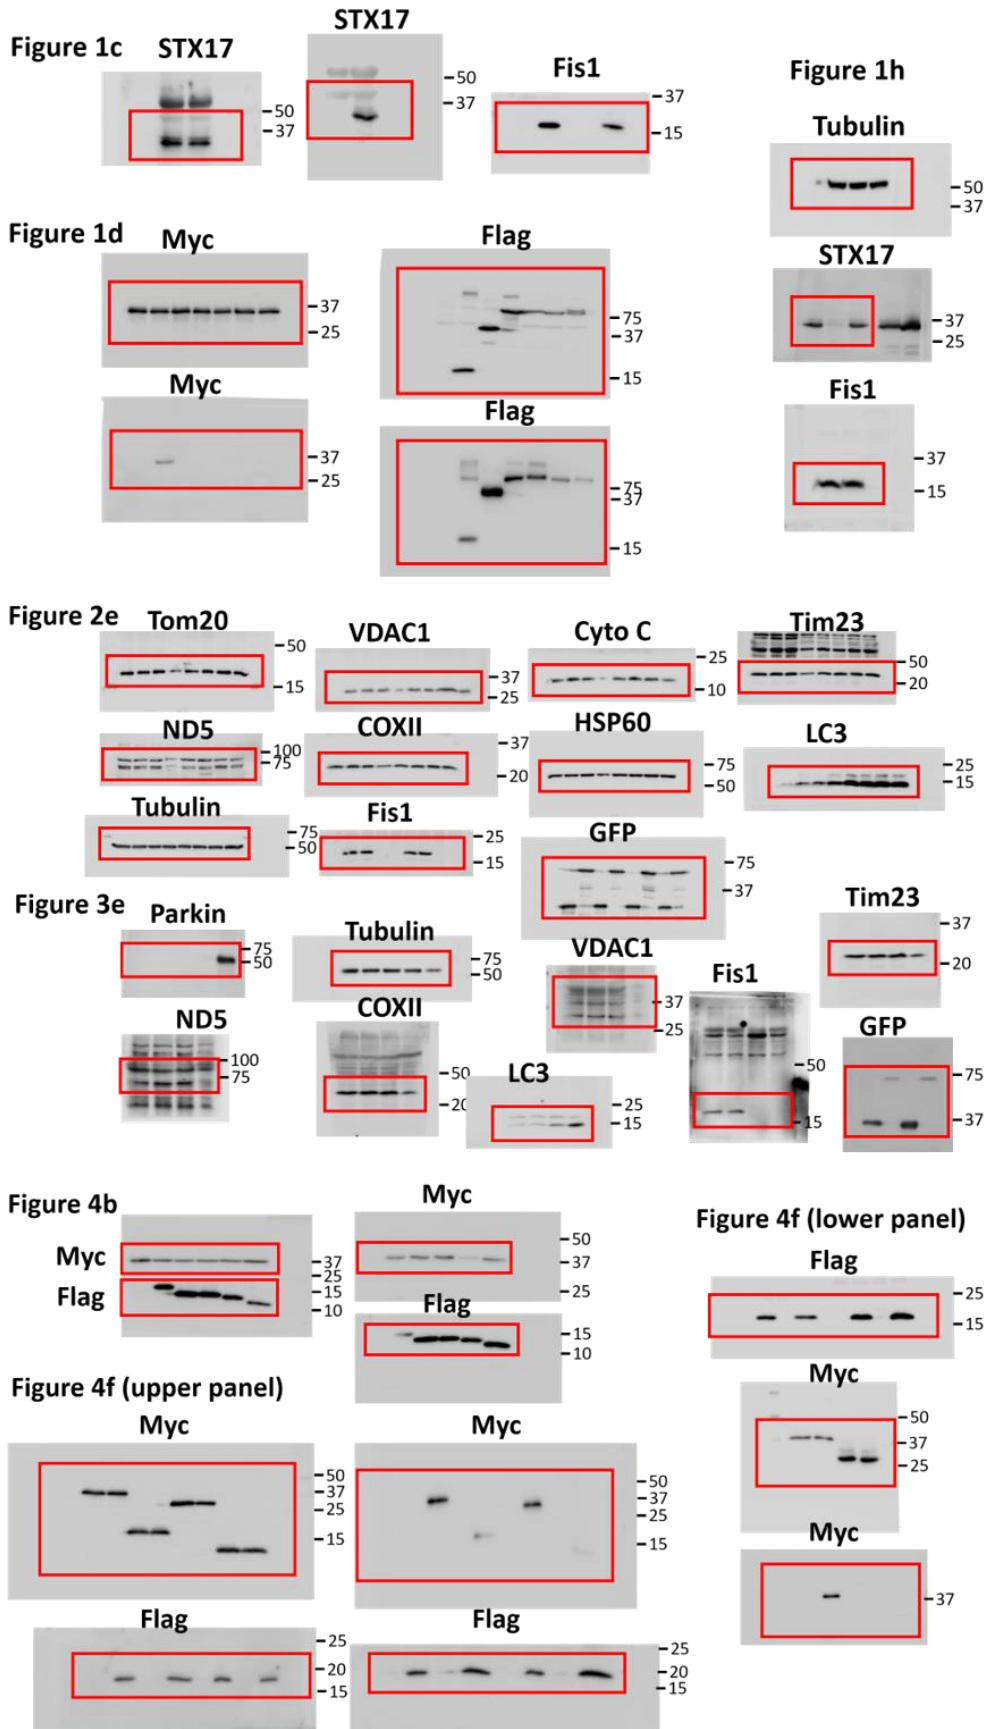 Figure 1c
STX17
50
37
STX17
50
37
Fis1
37
15
Figure 1h
Tubulin
50
37
STX17
37
25
Fis1
37
15
Figure 1d
Myc
37
25
Flag
75
37
15
Myc
37
25
Flag
75
37
15
Figure 2e
Tom20
50
15
VDAC1
37
25
Cyto C
25
10
Tim23
50
20
ND5
100
75
COXII
37
20
HSP60
75
50
LC3
25
15
Tubulin
75
50
Fis1
25
15
GFP
75
37
Figure 3e
Parkin
75
50
Tubulin
75
50
VDAC1
37
25
Fis1
50
15
Tim23
37
20
ND5
100
75
COXII
50
20
LC3
25
15
GFP
75
37
Figure 4b
Myc
37
25
Flag
15
10
Myc
50
37
25
Flag
15
10
Figure 4f (upper panel)
Myc
50
37
25
15
Myc
50
37
25
15
Flag
25
20
15
Flag
25
20
15
Figure 4f (lower panel)
Flag
25
15
Myc
50
37
25
Myc
37